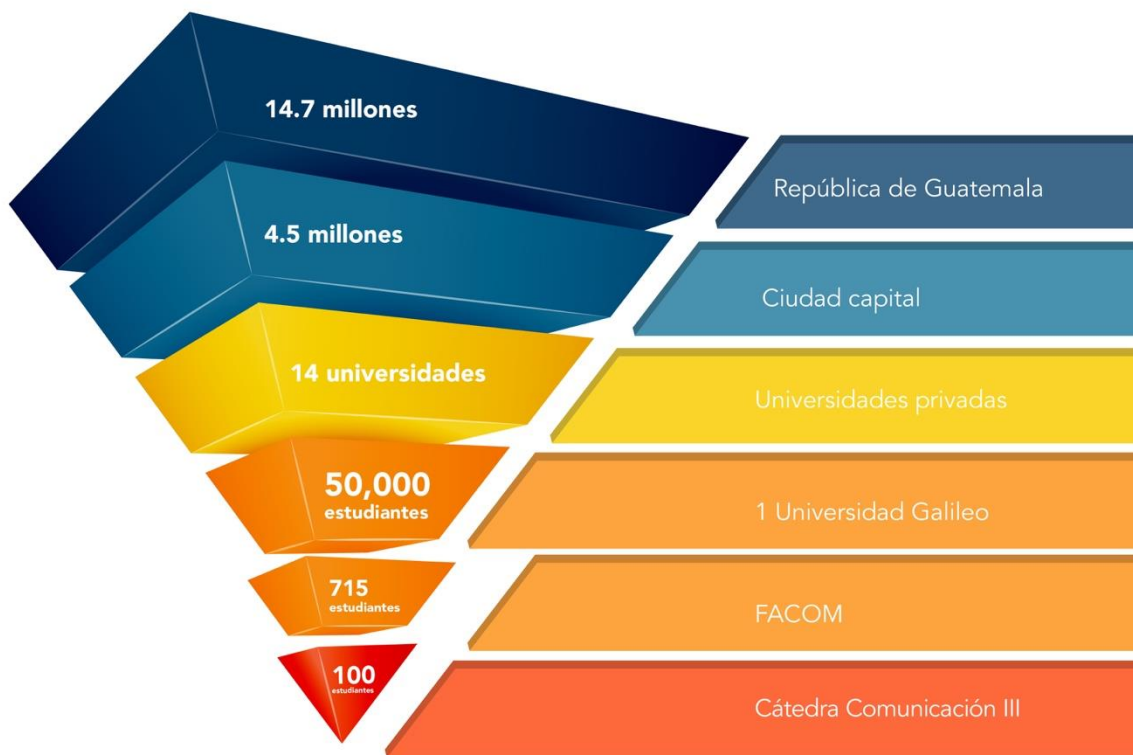 14.7 millones
República de Guatemala
4.5 millones
Ciudad capital
14 universidades
Universidades privadas
50,000
estudiantes
1 Universidad Galileo
715
estudiantes
FACOM
100
estudiantes
Cátedra Comunicación III